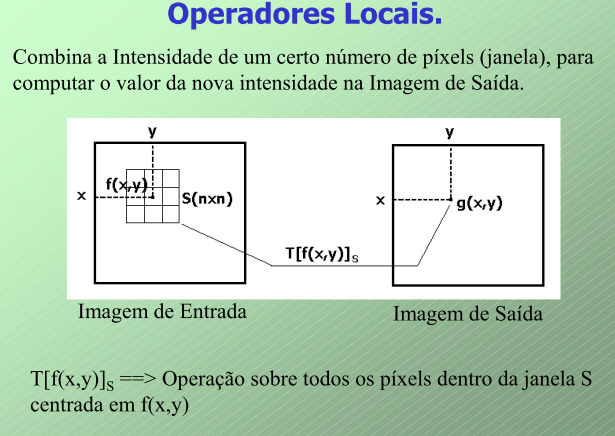 Operadores Locais.
Combina a Intensidade de um certo número de píxels (janela), para
computar o valor da nova intensidade na Imagem de Saída.
y
y
f(x,y)
x
S(nxn)
x
g(x,y)
T[f(x,y)]S
Imagem de Entrada
Imagem de Saída
T[f(x,y)]S ==> Operação sobre todos os píxels dentro da janela S
centrada em f(x,y)